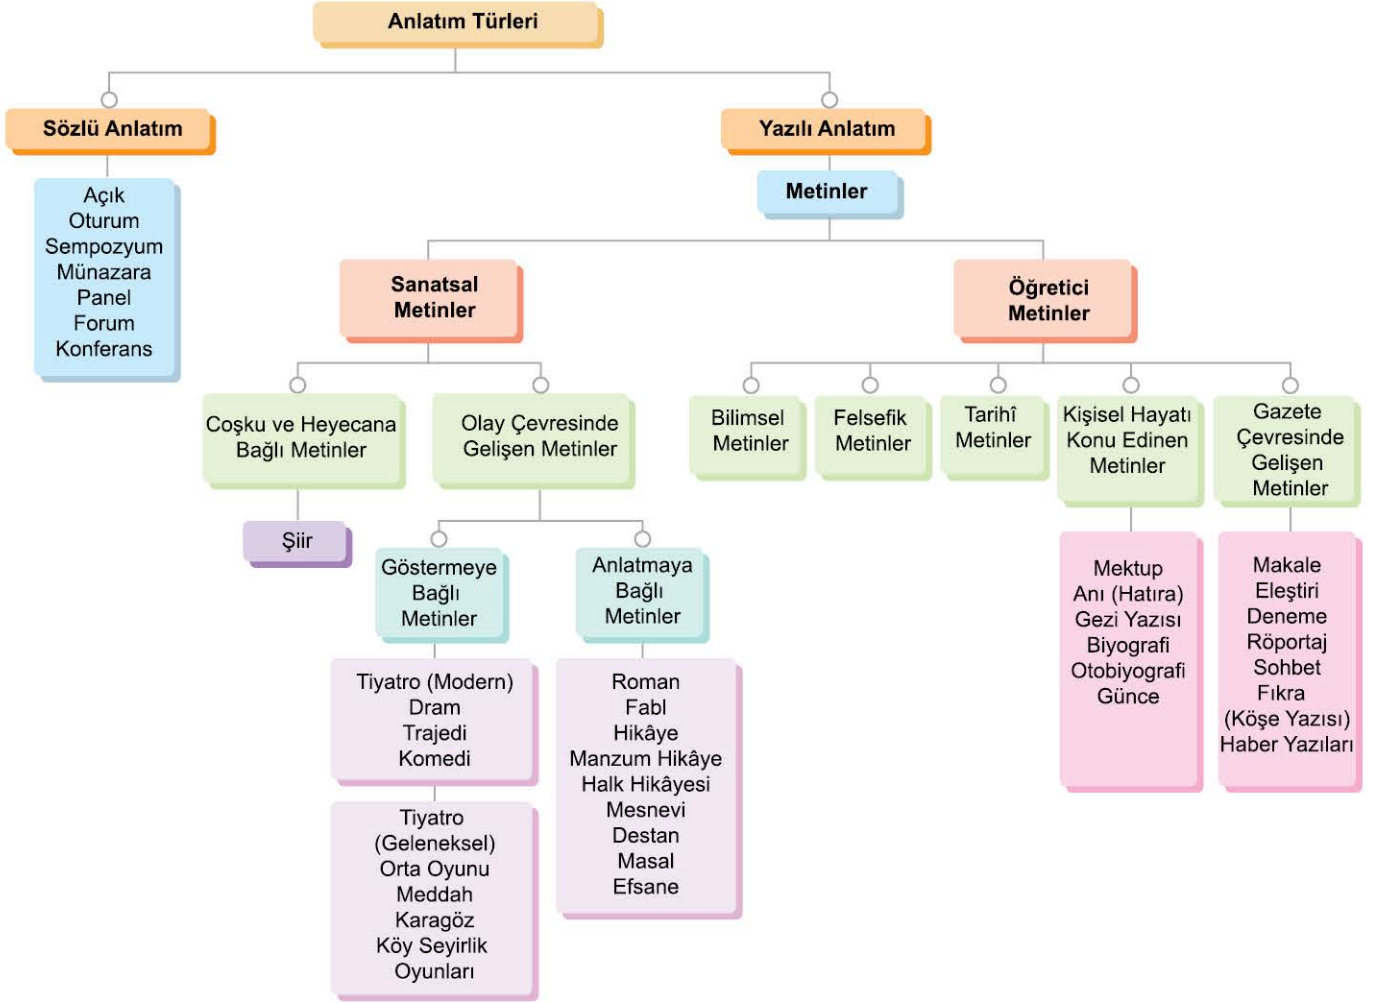 Anlatım Türleri
Sözlü Anlatım
Açık
Oturum
Sempozyum
Münazara
Panel
Forum
Konferans
Yazılı Anlatım
Metinler
Sanatsal
Metinler
Coşku ve Heyecana
Bağlı Metinler
Şiir
Olay Çevresinde
Gelişen Metinler
Göstermeye
Bağlı
Metinler
Tiyatro (Modern)
Dram
Trajedi
Komedi
Tiyatro
(Geleneksel)
Orta Oyunu
Meddah
Karagöz
Köy Seyirlik
Oyunları
Anlatmaya
Bağlı
Metinler
Roman
Fabl
Hikâye
Manzum Hikâye
Halk Hikâyesi
Mesnevi
Destan
Masal
Efsane
Öğretici
Metinler
Bilimsel
Metinler
Felsefik
Metinler
Tarihî
Metinler
Kişisel Hayatı
Konu Edinen
Metinler
Mektup
Anı (Hatıra)
Gezi Yazısı
Biyografi
Otobiyografi
Günce
Gazete
Çevresinde
Gelişen
Metinler
Makale
Eleştiri
Deneme
Röportaj
Sohbet
Fıkra
(Köşe Yazısı)
Haber Yazıları